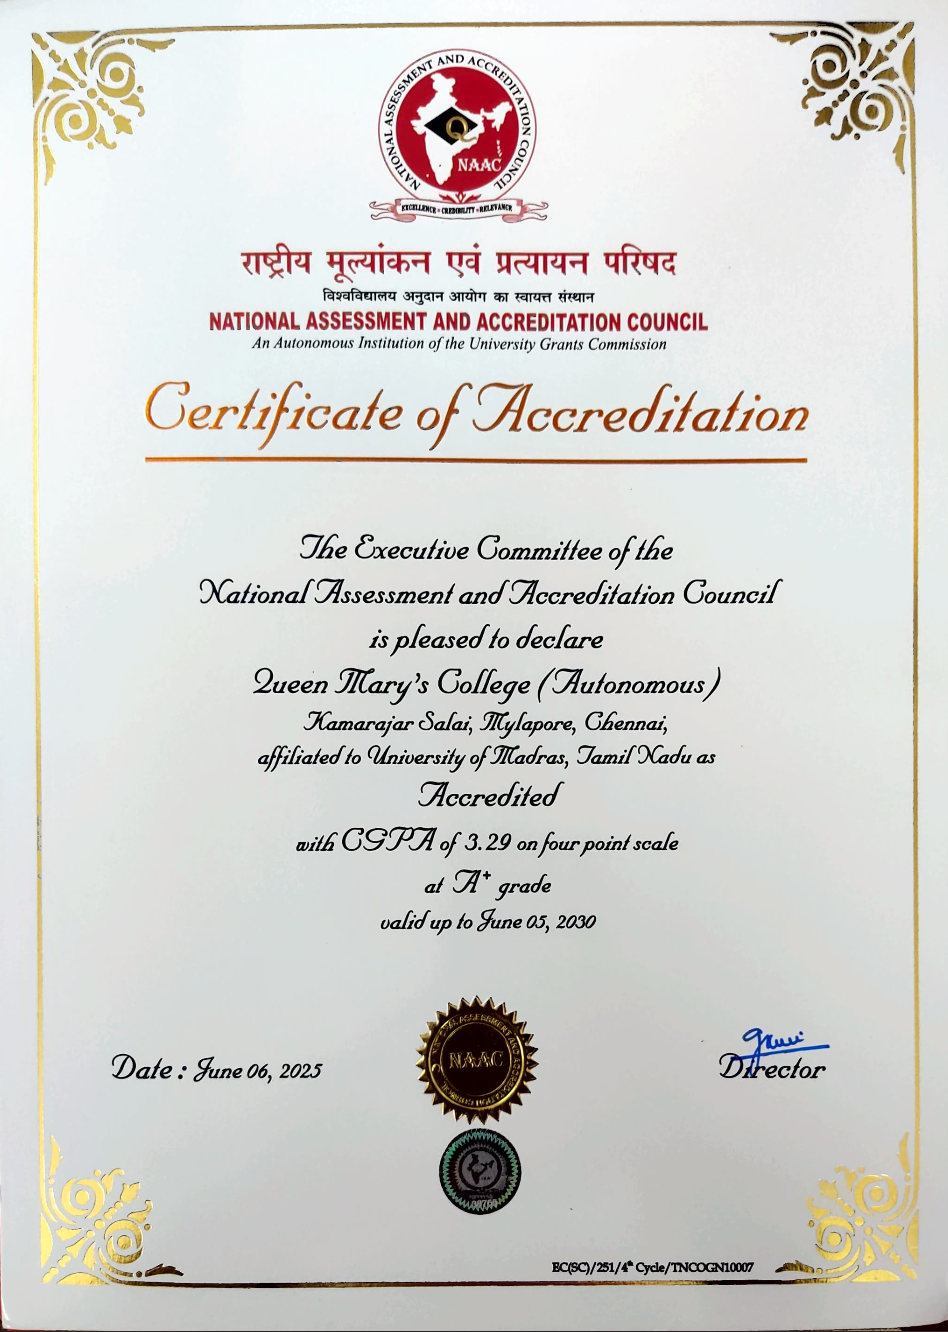 NATIONAL ASSESSMENT AND ACCREDITATION COUNCIL
Q
NAAC
EXCELLENCE • CREDIBILITY • RELEVANCE
राष्ट्रीय मूल्यांकन एवं प्रत्यायन परिषद
विश्वविद्यालय अनुदान आयोग का स्वायत्त संस्थान
NATIONAL ASSESSMENT AND ACCREDITATION COUNCIL
An Autonomous Institution of the University Grants Commission
Certificate of Accreditation
The Executive Committee of the
National Assessment and Accreditation Council
is pleased to declare
Queen Mary's College (Autonomous)
Kamarajar Salai, Mylapore, Chennai,
affiliated to University of Madras, Tamil Nadu as
Accredited
with CGPA of 3.29 on four point scale
at A⁺ grade
valid up to June 05, 2030
NAAC
Date : June 06, 2025
Director
EC(SC)/251/4ᵗʰ Cycle/TNCOGN10007